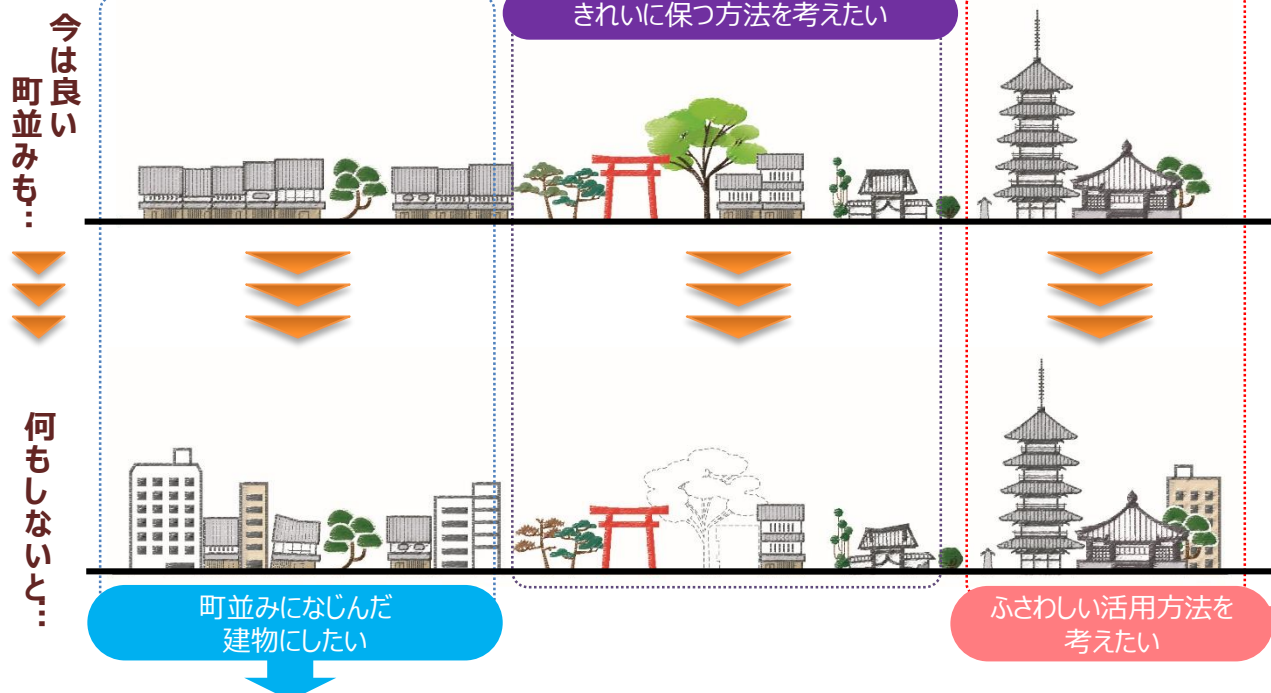 きれいに保つ方法を考えたい
今は良い
町並みも…
何もしないと…
町並みになじんだ
建物にしたい
ふさわしい活用方法を
考えたい